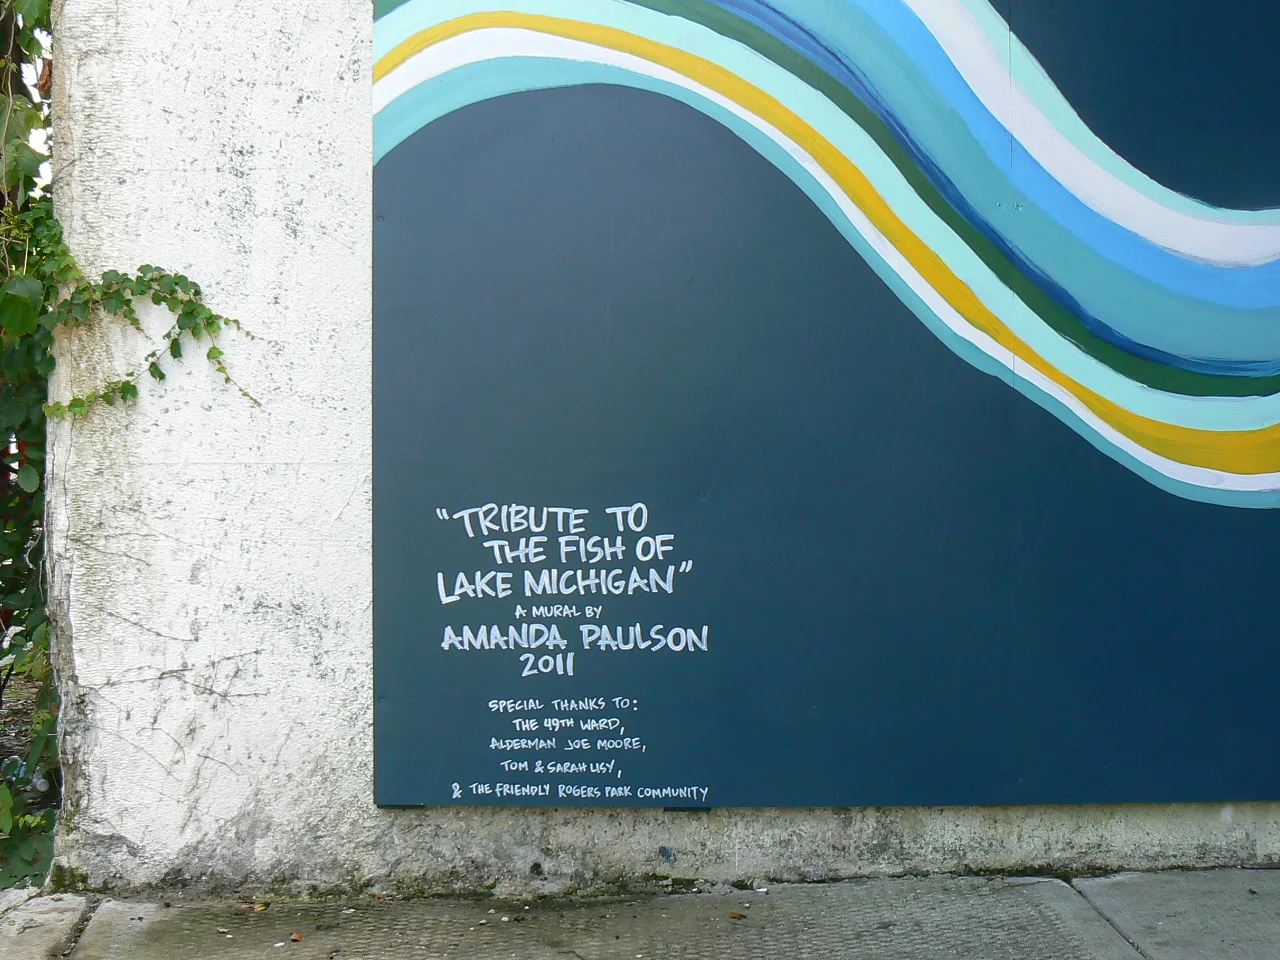 "TRIBUTE TO
THE FISH OF
LAKE MICHIGAN"
A MURAL BY
AMANDA PAULSON
2011
SPECIAL THANKS TO:
THE 49TH WARD,
ALDERMAN JOE MOORE,
TOM & SARAH LISY,
& THE FRIENDLY ROGERS PARK COMMUNITY